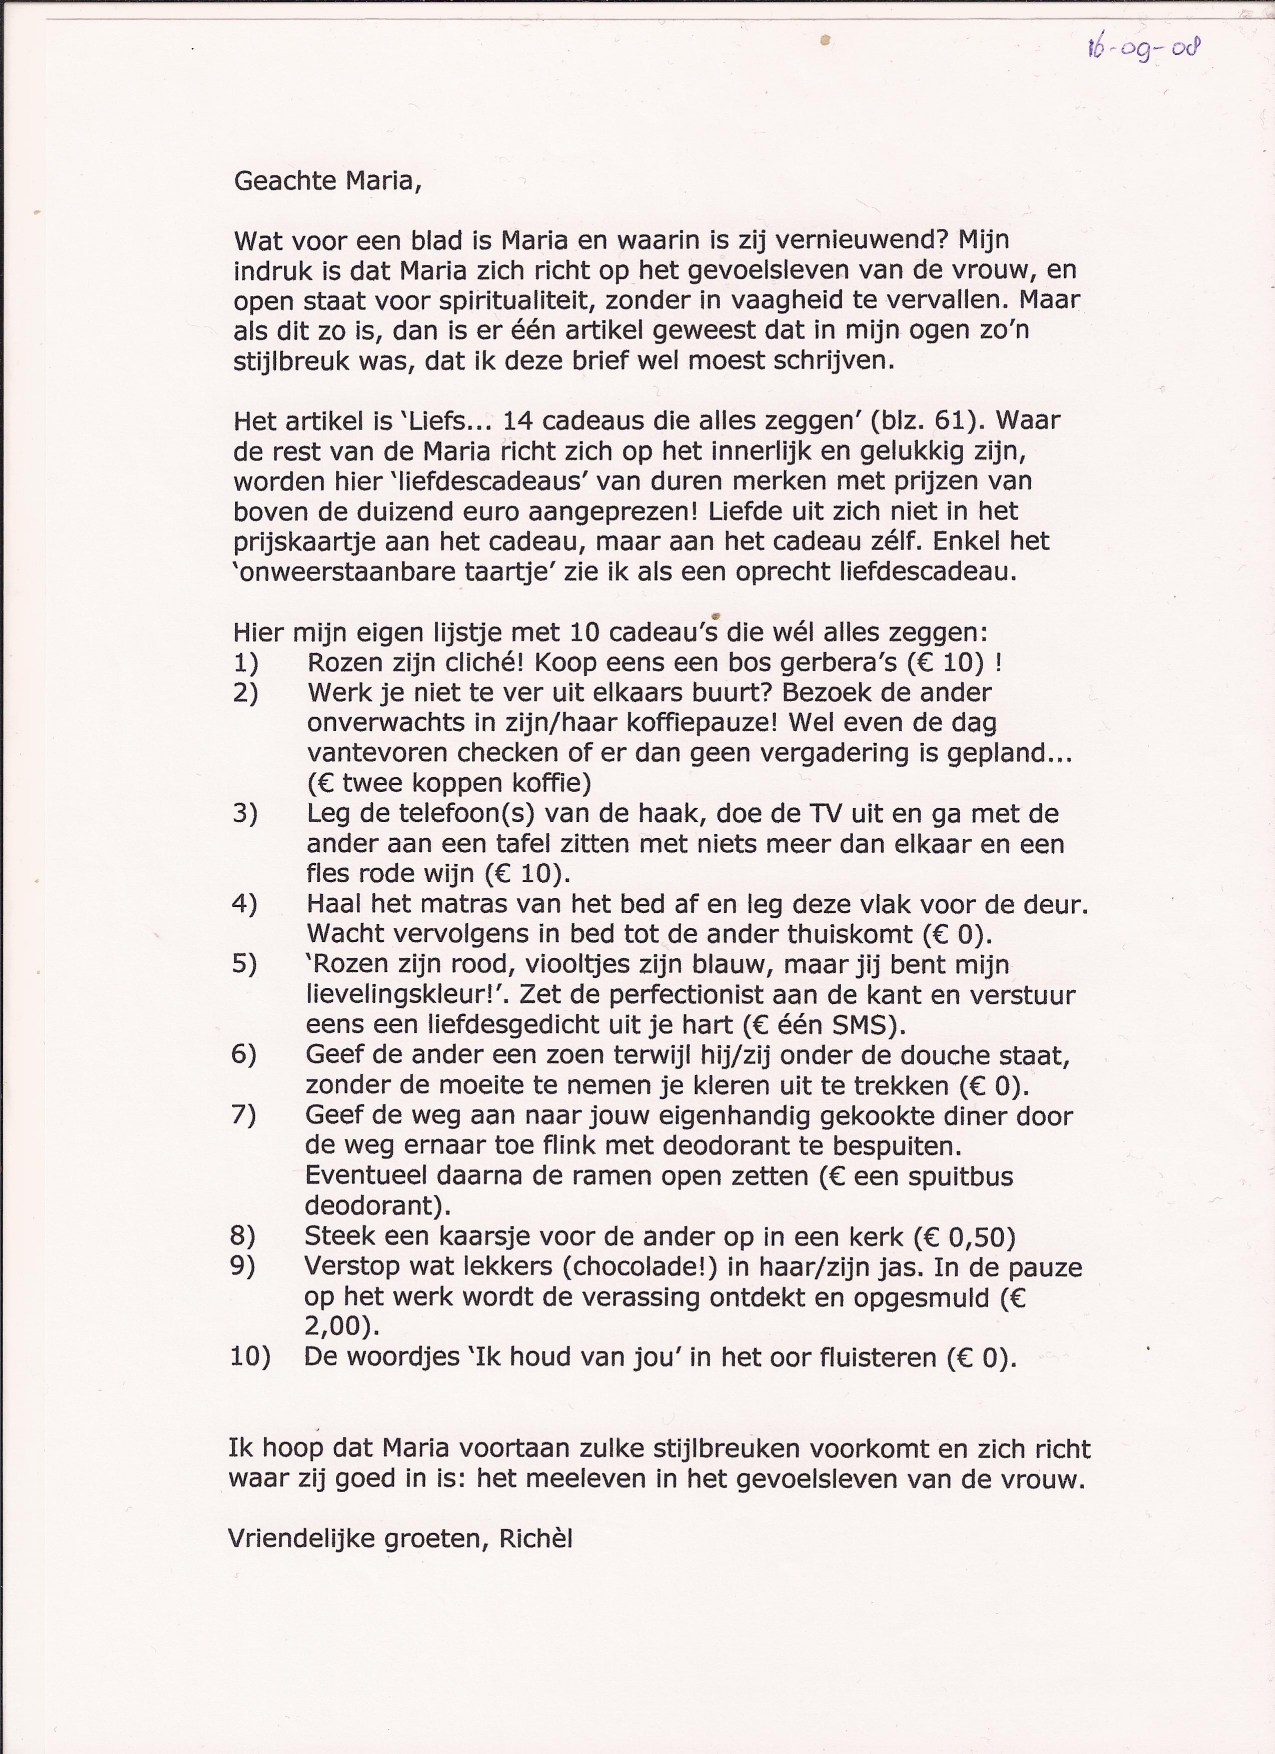 16-09-08
Geachte Maria,
Wat voor een blad is Maria en waarin is zij vernieuwend? Mijn
indruk is dat Maria zich richt op het gevoelsleven van de vrouw, en
open staat voor spiritualiteit, zonder in vaagheid te vervallen. Maar
als dit zo is, dan is er één artikel geweest dat in mijn ogen zo'n
stijlbreuk was, dat ik deze brief wel moest schrijven.
Het artikel is 'Liefs... 14 cadeaus die alles zeggen' (blz. 61). Waar
de rest van de Maria richt zich op het innerlijk en gelukkig zijn,
worden hier 'liefdescadeaus' van duren merken met prijzen van
boven de duizend euro aangeprezen! Liefde uit zich niet in het
prijskaartje aan het cadeau, maar aan het cadeau zélf. Enkel het
'onweerstaanbare taartje' zie ik als een oprecht liefdescadeau.
Hier mijn eigen lijstje met 10 cadeau's die wél alles zeggen:
1) Rozen zijn cliché! Koop eens een bos gerbera's (€ 10) !
2) Werk je niet te ver uit elkaars buurt? Bezoek de ander
onverwachts in zijn/haar koffiepauze! Wel even de dag
vantevoren checken of er dan geen vergadering is gepland...
(€ twee koppen koffie)
3) Leg de telefoon(s) van de haak, doe de TV uit en ga met de
ander aan een tafel zitten met niets meer dan elkaar en een
fles rode wijn (€ 10).
4) Haal het matras van het bed af en leg deze vlak voor de deur.
Wacht vervolgens in bed tot de ander thuiskomt (€ 0).
5) 'Rozen zijn rood, viooltjes zijn blauw, maar jij bent mijn
lievelingskleur!'. Zet de perfectionist aan de kant en verstuur
eens een liefdesgedicht uit je hart (€ één SMS).
6) Geef de ander een zoen terwijl hij/zij onder de douche staat,
zonder de moeite te nemen je kleren uit te trekken (€ 0).
7) Geef de weg aan naar jouw eigenhandig gekookte diner door
de weg ernaar toe flink met deodorant te bespuiten.
Eventueel daarna de ramen open zetten (€ een spuitbus
deodorant).
8) Steek een kaarsje voor de ander op in een kerk (€ 0,50)
9) Verstop wat lekkers (chocolade!) in haar/zijn jas. In de pauze
op het werk wordt de verassing ontdekt en opgesmuld (€
2,00).
10) De woordjes 'Ik houd van jou' in het oor fluisteren (€ 0).
Ik hoop dat Maria voortaan zulke stijlbreuken voorkomt en zich richt
waar zij goed in is: het meeleven in het gevoelsleven van de vrouw.
Vriendelijke groeten, Richèl